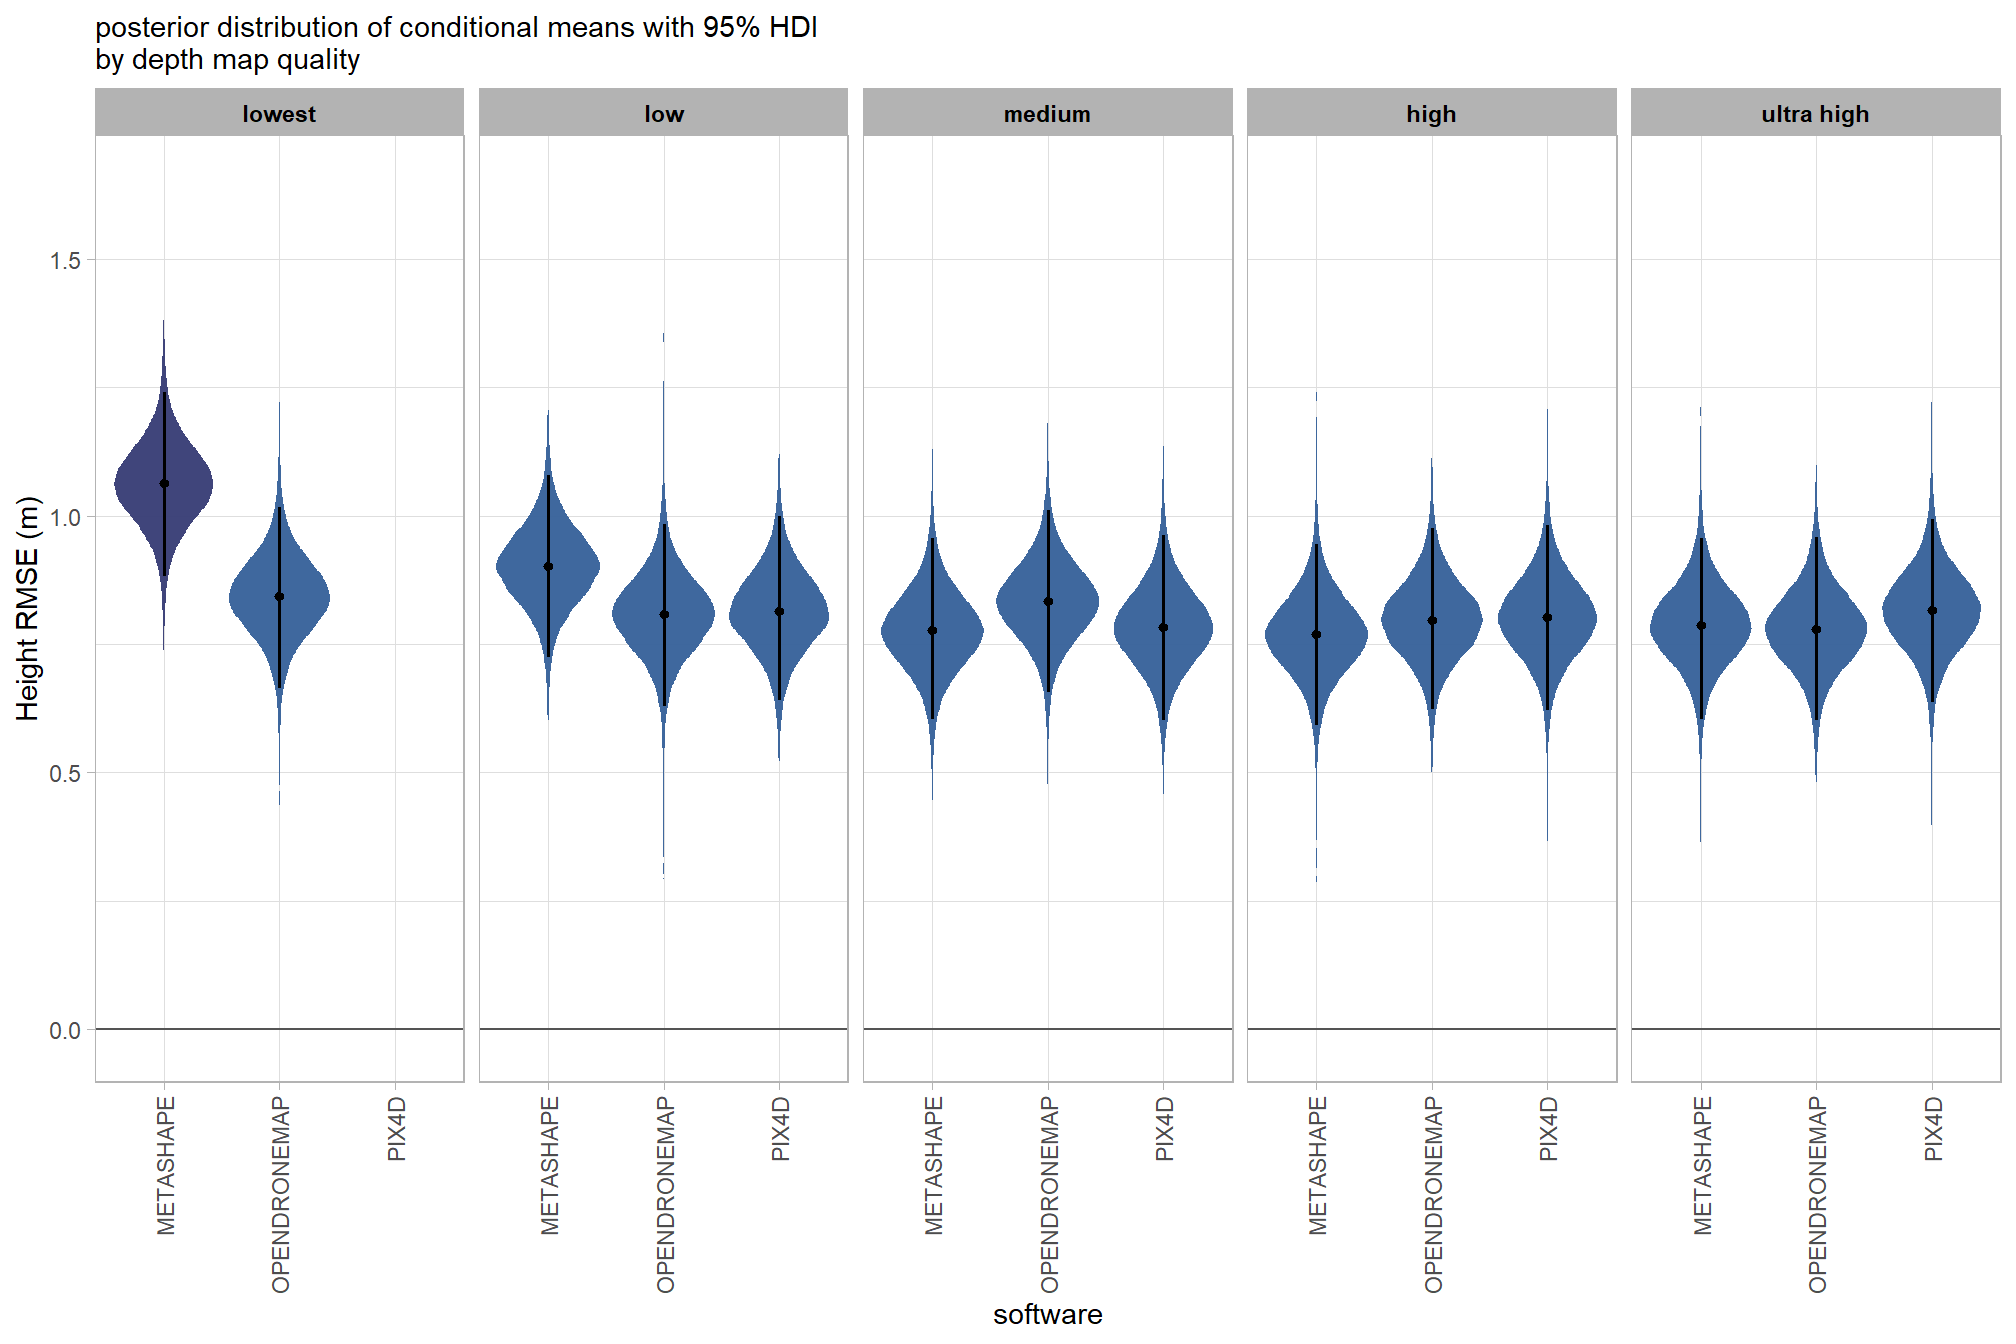 posterior distribution of conditional means with 95% HDI
by depth map quality
lowest
low
medium
high
ultra high
Height RMSE (m)
1.5
1.0
0.5
0.0
METASHAPE
OPENDRONEMAP
PIX4D
METASHAPE
OPENDRONEMAP
PIX4D
METASHAPE
OPENDRONEMAP
PIX4D
METASHAPE
OPENDRONEMAP
PIX4D
METASHAPE
OPENDRONEMAP
PIX4D
software